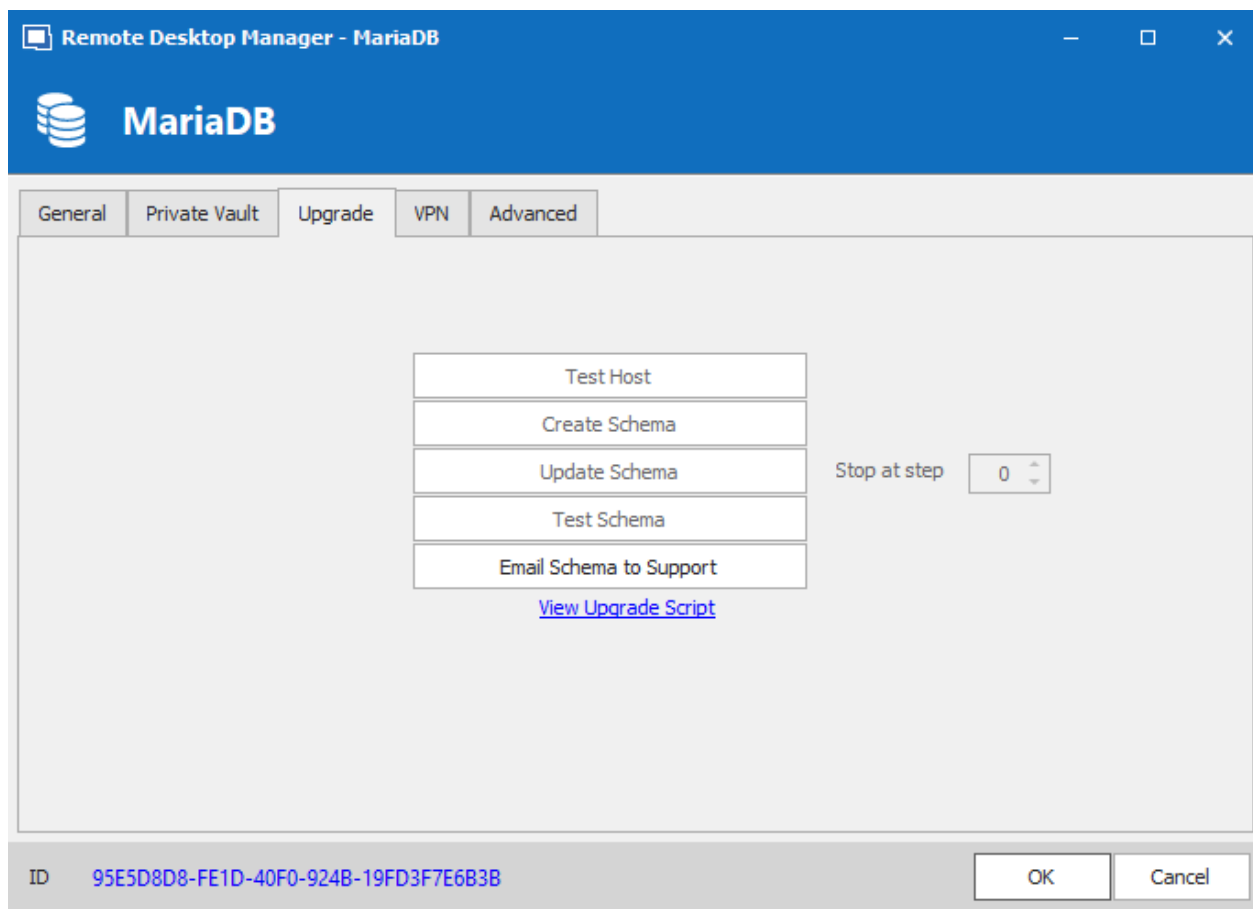 Remote Desktop Manager - MariaDB
MariaDB
General Private Vault Upgrade VPN Advanced
Test Host
Create Schema
Update Schema Stop at step 0
Test Schema
Email Schema to Support
View Upgrade Script
ID 95E5D8D8-FE1D-40F0-924B-19FD3F7E6B3B OK Cancel